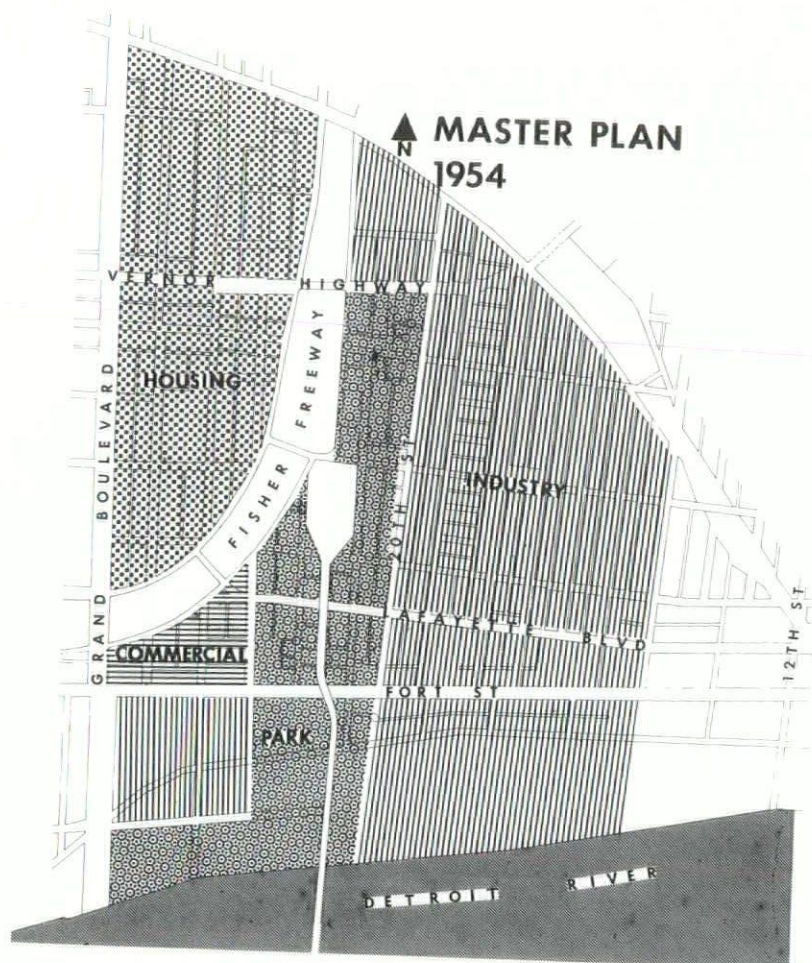 MASTER PLAN
N
1954
VERNOR HIGHWAY
HOUSING
FISHER FREEWAY
GRAND BOULEVARD
20TH ST
INDUSTRY
LAFAYETTE BLVD
12TH ST
COMMERCIAL
FORT ST
PARK
DETROIT RIVER